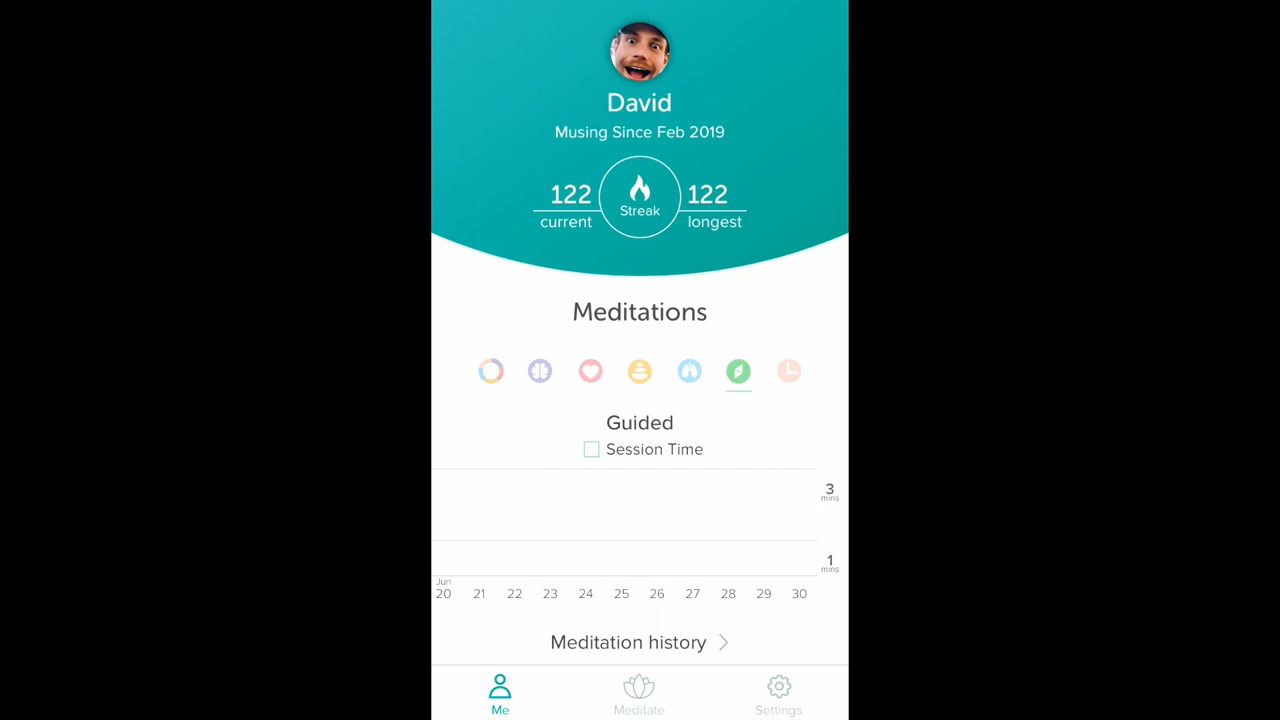 David
Musing Since Feb 2019
122 122
Streak
current longest
Meditations
Guided
Session Time
3
mins
1
mins
Jun
20 21 22 23 24 25 26 27 28 29 30
Meditation history
Me Meditate Settings